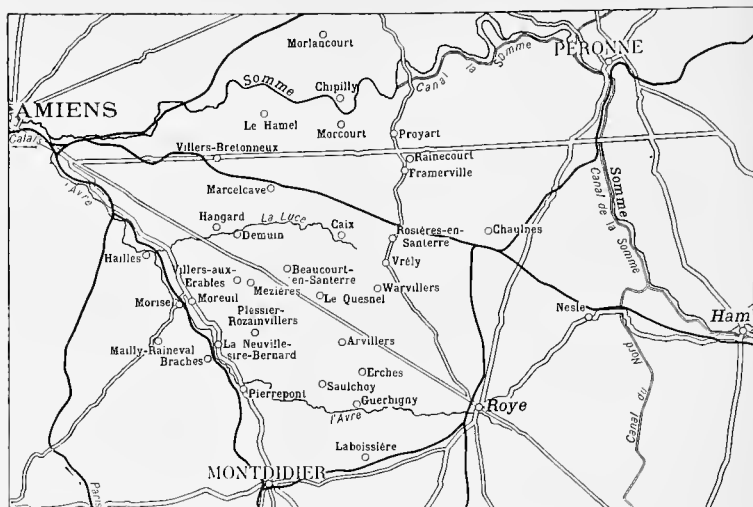 Morlancourt
Somme
Chipilly
Canal de la Somme
PÉRONNE
AMIENS
Calais
Le Hamel
Morcourt
Proyart
Villers-Bretonneux
Rainecourt
Framerville
l'Avre
Marcelcave
Somme
Canal de la Somme
Hangard
La Luce
Demuin
Caix
Rosières-en-
Santerre
Chaulnes
Hailles
Vrély
Villers-aux-
Erables
Mezières
Beaucourt
-en-Santerre
Le Quesnel
Warvillers
Morisel
Moreuil
Plessier-
Rozainvillers
Nesle
Ham
Mailly-Raineval
Braches
La Neuville-
sire-Bernard
Arvillers
Erches
Saulchoy
Guerbigny
Pierrepont
l'Avre
Roye
Canal du Nord
Laboissière
MONTDIDIER
Paris